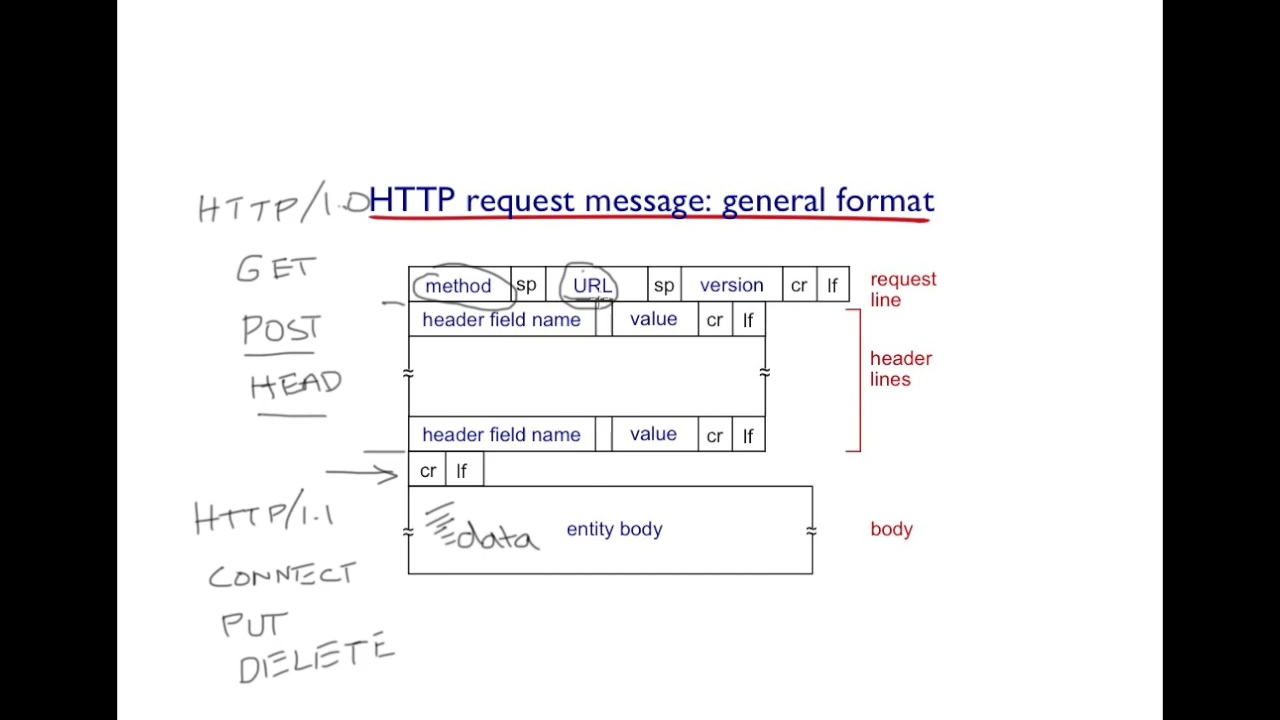 HTTP/1.0 HTTP request message: general format
GET
method sp URL sp version cr lf request line
POST
header field name value cr lf
HEAD
header lines
header field name value cr lf
cr lf
HTTP/1.1
data entity body body
CONNECT
PUT
DELETE